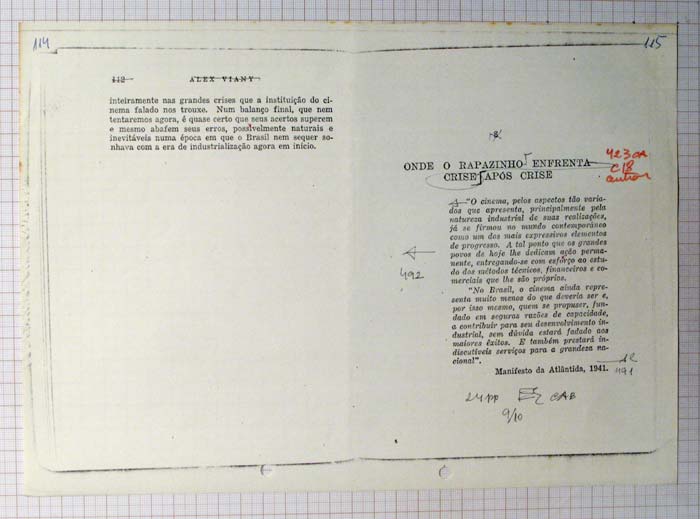 114
115
112 ALEX VIANY
inteiramente nas grandes crises que a instituição do ci-
nema falado nos trouxe. Num balanço final, que nem
tentaremos agora, é quase certo que seus acertos superem
e mesmo abafem seus erros, possivelmente naturais e
inevitáveis numa época em que o Brasil nem sequer so-
nhava com a era de industrialização agora em início.
ONDE O RAPAZINHO ENFRENTA
CRISE APÓS CRISE
423 CA
C18
"O cinema, pelos aspectos tão varia-
dos que apresenta, principalmente pela
natureza industrial de suas realizações,
já se firmou no mundo contemporâneo
como um dos mais expressivos elementos
de progresso. A tal ponto que os grandes
povos de hoje lhe dedicam ação perma-
nente, entregando-se com esforço ao estu-
do dos métodos técnicos, financeiros e co-
merciais que lhe são próprios.
492
"No Brasil, o cinema ainda repre-
senta muito menos do que deveria ser e,
por isso mesmo, quem se propuser, fun-
dado em seguras razões de capacidade,
a contribuir para seu desenvolvimento in-
dustrial, sem dúvida estará fadado aos
maiores êxitos. E também prestará in-
discutíveis serviços para a grandeza na-
cional".
Manifesto da Atlântida, 1941.
491
24pp
9/10